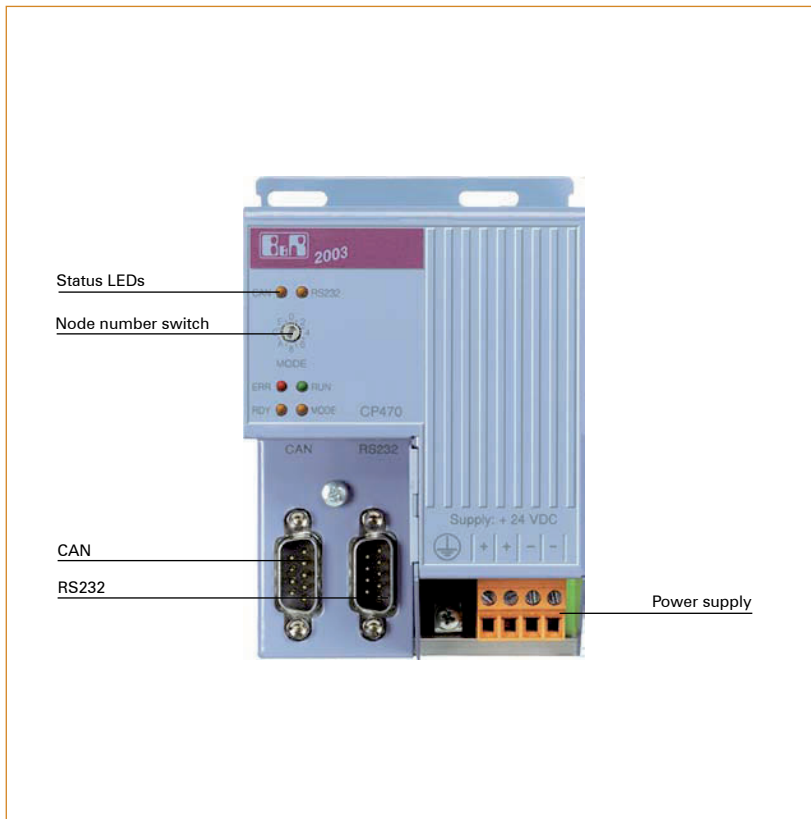 B&R 2003
Status LEDs
CAN RS232
Node number switch
MODE
ERR RUN
RDY MODE CP470
CAN RS232
Supply: + 24 VDC
+ + − −
CAN
RS232
Power supply